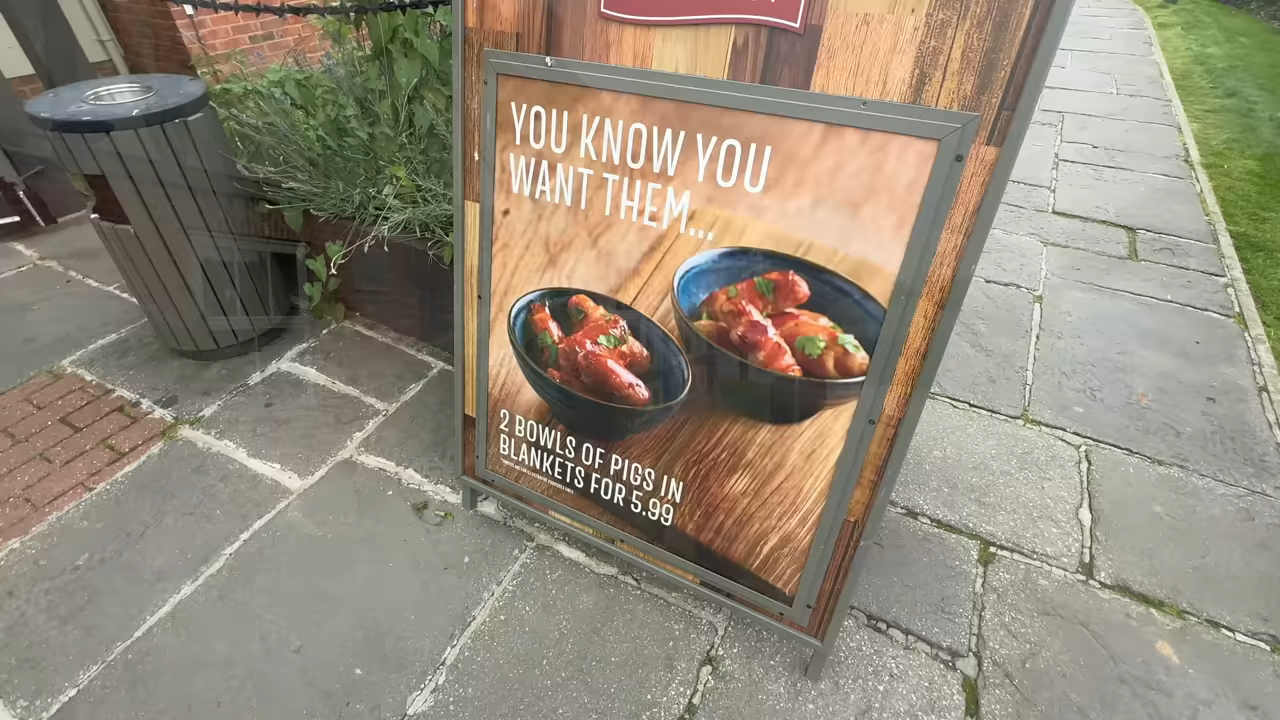 YOU KNOW YOU
WANT THEM...
2 BOWLS OF PIGS IN
BLANKETS FOR 5.99